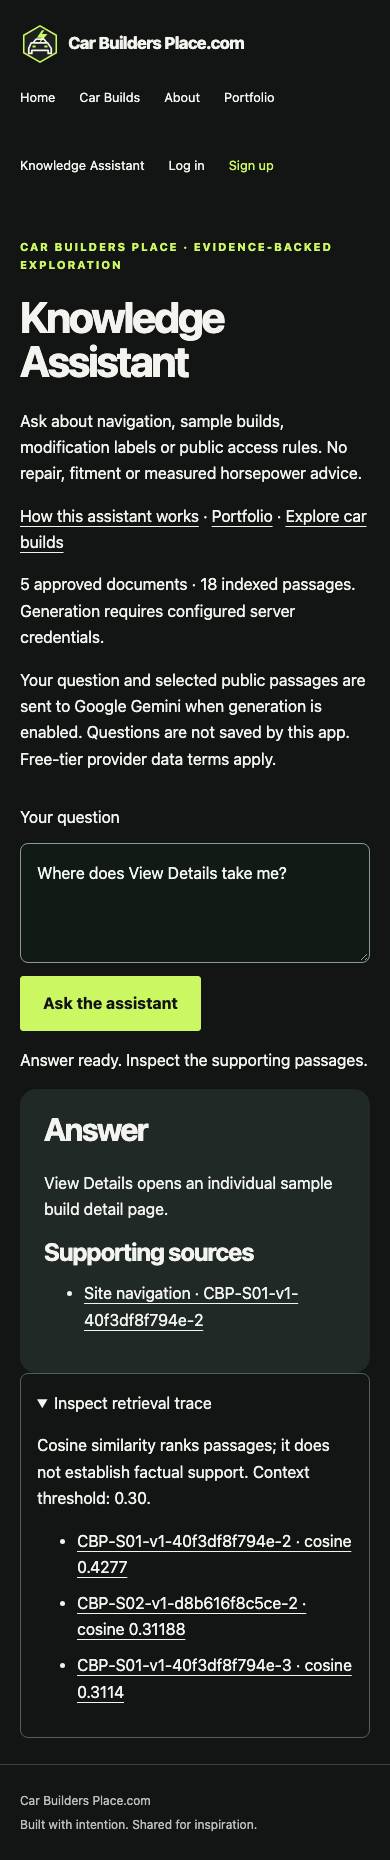 Car Builders Place.com
Home Car Builds About Portfolio
Knowledge Assistant Log in Sign up
CAR BUILDERS PLACE · EVIDENCE-BACKED
EXPLORATION
Knowledge
Assistant
Ask about navigation, sample builds,
modification labels or public access rules. No
repair, fitment or measured horsepower advice.
How this assistant works · Portfolio · Explore car
builds
5 approved documents · 18 indexed passages.
Generation requires configured server
credentials.
Your question and selected public passages are
sent to Google Gemini when generation is
enabled. Questions are not saved by this app.
Free-tier provider data terms apply.
Your question
Where does View Details take me?
Ask the assistant
Answer ready. Inspect the supporting passages.
Answer
View Details opens an individual sample
build detail page.
Supporting sources
• Site navigation · CBP-S01-v1-
40f3df8f794e-2
▼ Inspect retrieval trace
Cosine similarity ranks passages; it does
not establish factual support. Context
threshold: 0.30.
• CBP-S01-v1-40f3df8f794e-2 · cosine
0.4277
• CBP-S02-v1-d8b616f8c5ce-2 ·
cosine 0.31188
• CBP-S01-v1-40f3df8f794e-3 · cosine
0.3114
Car Builders Place.com
Built with intention. Shared for inspiration.